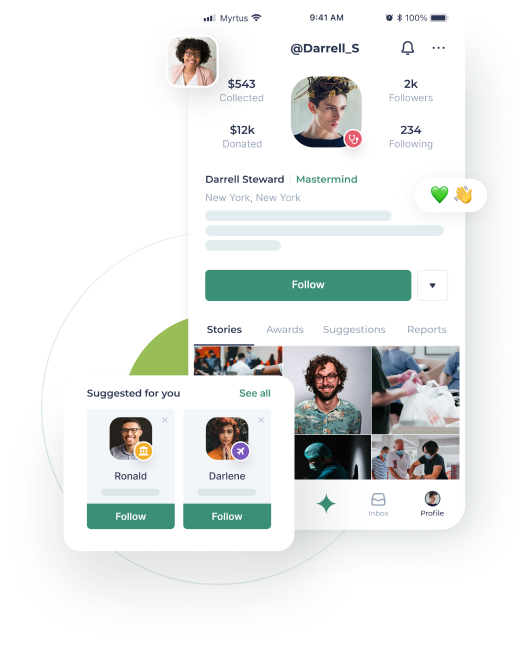 Myrtus 9:41 AM 100%
@Darrell_S
$543 2k
Collected Followers
$12k 234
Donated Following
Darrell Steward Mastermind
New York, New York
Follow
Stories Awards Suggestions Reports
Suggested for you See all
Ronald Darlene
Follow Follow
Inbox Profile